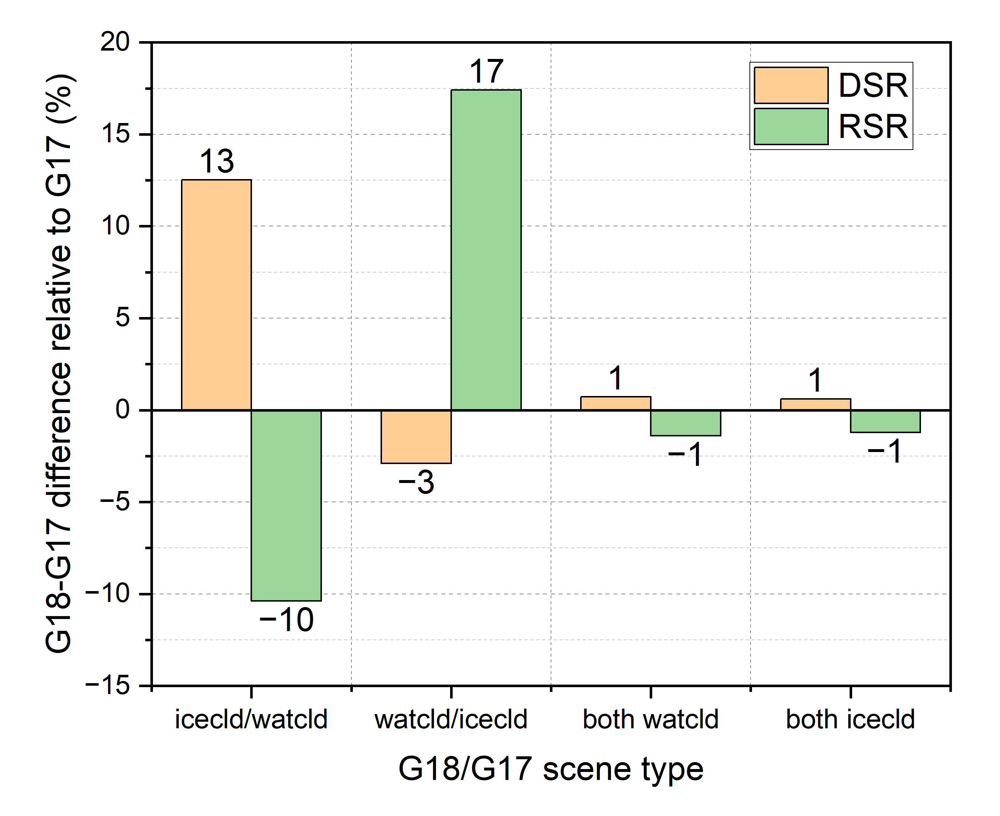 G18-G17 difference relative to G17 (%)
20
15
10
5
0
−5
−10
−15
DSR
RSR
13
−10
−3
17
1
−1
1
−1
icecld/watcld
watcld/icecld
both watcld
both icecld
G18/G17 scene type